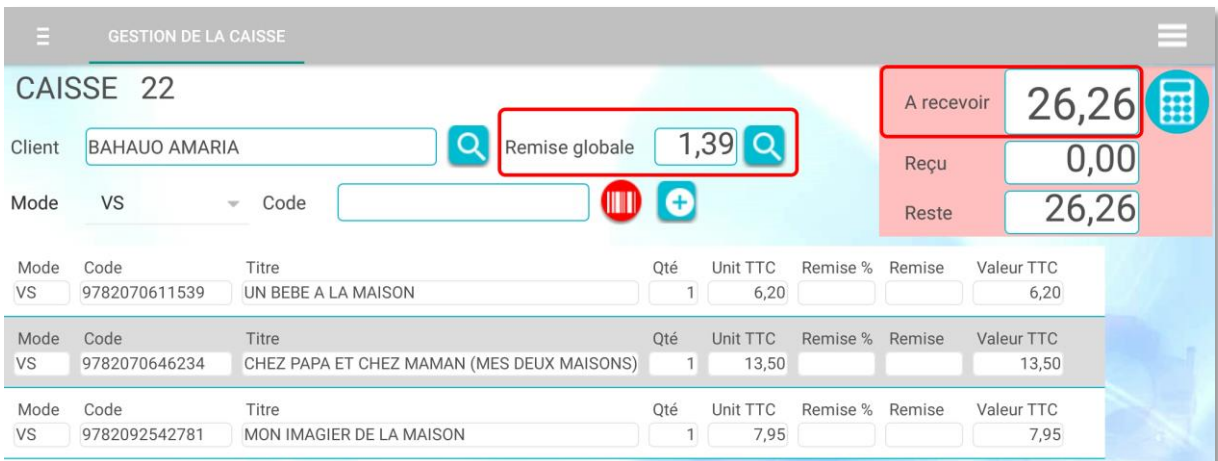 GESTION DE LA CAISSE
CAISSE 22
A recevoir 26,26
Client BAHAUO AMARIA Remise globale 1,39
Reçu 0,00
Mode VS Code
Reste 26,26
Mode Code Titre Qté Unit TTC Remise % Remise Valeur TTC
VS 9782070611539 UN BEBE A LA MAISON 1 6,20 6,20
Mode Code Titre Qté Unit TTC Remise % Remise Valeur TTC
VS 9782070646234 CHEZ PAPA ET CHEZ MAMAN (MES DEUX MAISONS) 1 13,50 13,50
Mode Code Titre Qté Unit TTC Remise % Remise Valeur TTC
VS 9782092542781 MON IMAGIER DE LA MAISON 1 7,95 7,95